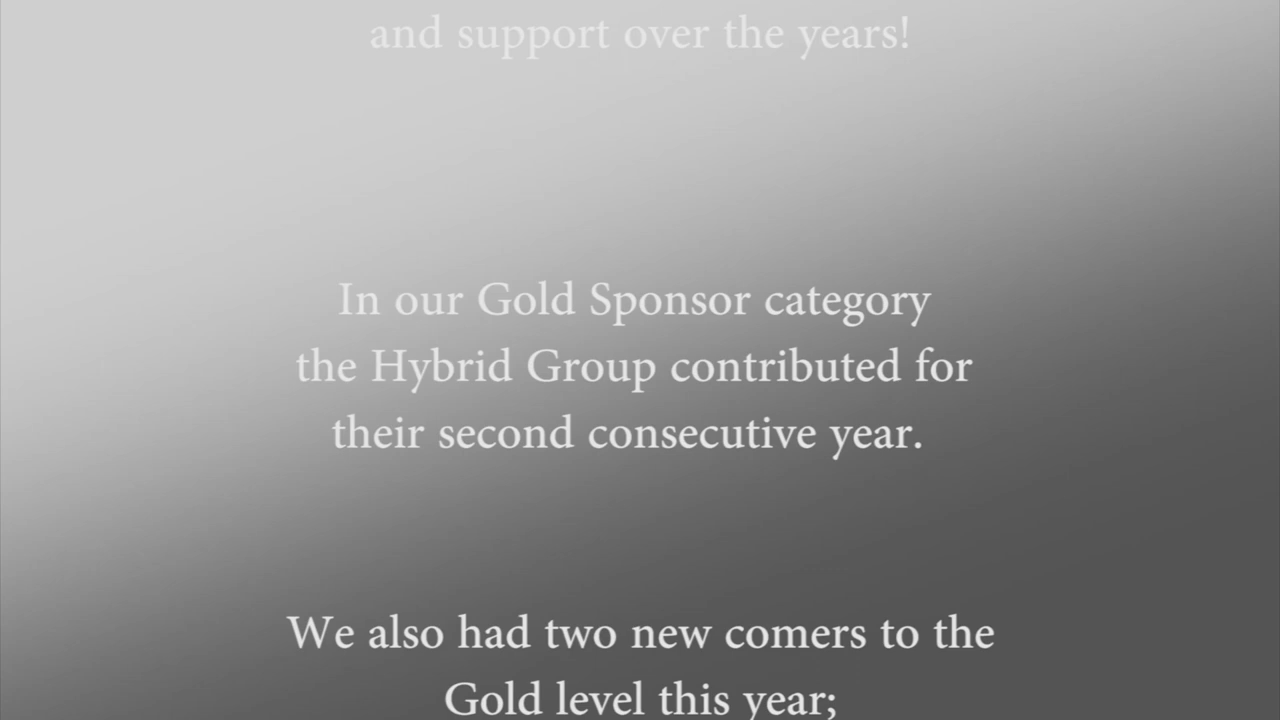 and support over the years!
In our Gold Sponsor category
the Hybrid Group contributed for
their second consecutive year.
We also had two new comers to the
Gold level this year;